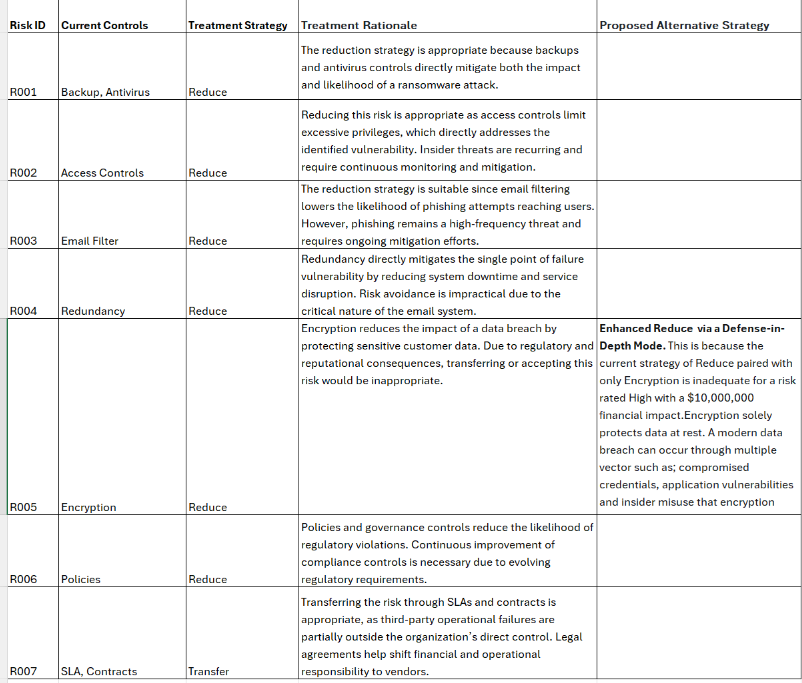 Risk ID Current Controls Treatment Strategy Treatment Rationale Proposed Alternative Strategy
The reduction strategy is appropriate because backups
and antivirus controls directly mitigate both the impact
and likelihood of a ransomware attack.
R001 Backup, Antivirus Reduce
Reducing this risk is appropriate as access controls limit
excessive privileges, which directly addresses the
identified vulnerability. Insider threats are recurring and
require continuous monitoring and mitigation.
R002 Access Controls Reduce
The reduction strategy is suitable since email filtering
lowers the likelihood of phishing attempts reaching users.
However, phishing remains a high-frequency threat and
requires ongoing mitigation efforts.
R003 Email Filter Reduce
Redundancy directly mitigates the single point of failure
vulnerability by reducing system downtime and service
disruption. Risk avoidance is impractical due to the
critical nature of the email system.
R004 Redundancy Reduce
Encryption reduces the impact of a data breach by
protecting sensitive customer data. Due to regulatory and
reputational consequences, transferring or accepting this
risk would be inappropriate.
Enhanced Reduce via a Defense-in-
Depth Mode. This is because the
current strategy of Reduce paired with
only Encryption is inadequate for a risk
rated High with a $10,000,000
financial impact.Encryption solely
protects data at rest. A modern data
breach can occur through multiple
vector such as; compromised
credentials, application vulnerabilities
and insider misuse that encryption
R005 Encryption Reduce
Policies and governance controls reduce the likelihood of
regulatory violations. Continuous improvement of
compliance controls is necessary due to evolving
regulatory requirements.
R006 Policies Reduce
Transferring the risk through SLAs and contracts is
appropriate, as third-party operational failures are
partially outside the organization's direct control. Legal
agreements help shift financial and operational
responsibility to vendors.
R007 SLA, Contracts Transfer